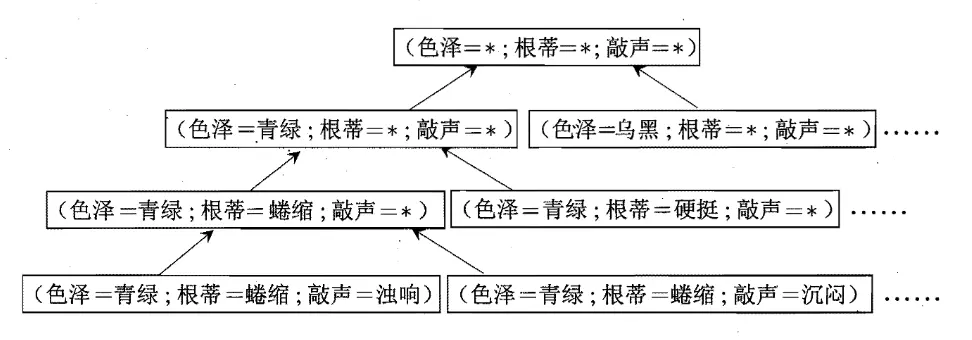 (色泽=*;根蒂=*;敲声=*)
(色泽=青绿;根蒂=*;敲声=*) (色泽=乌黑;根蒂=*;敲声=*) ······
(色泽=青绿;根蒂=蜷缩;敲声=*) (色泽=青绿;根蒂=硬挺;敲声=*) ······
(色泽=青绿;根蒂=蜷缩;敲声=浊响) (色泽=青绿;根蒂=蜷缩;敲声=沉闷) ······